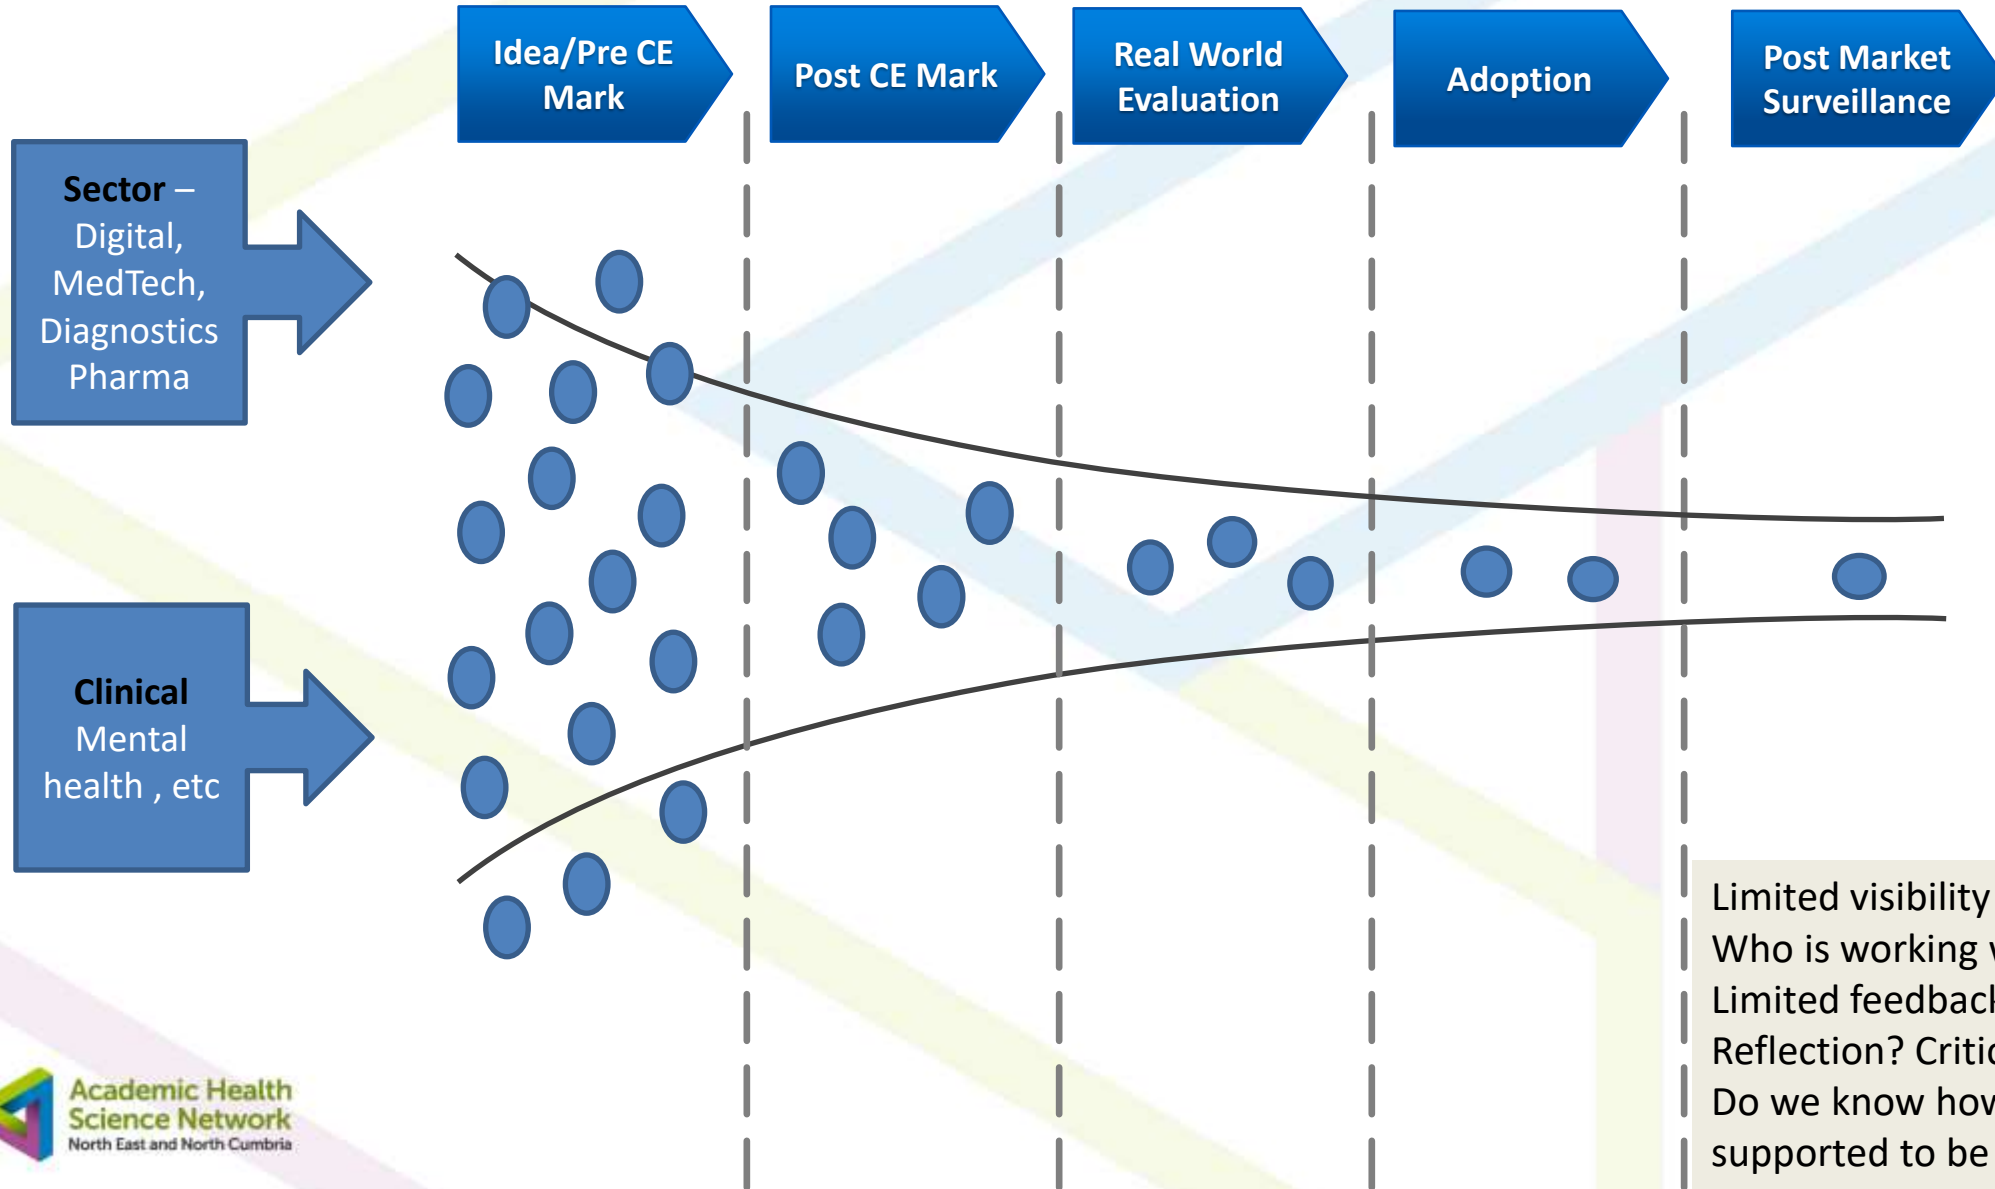 Idea/Pre CE
Mark
Post CE Mark
Real World
Evaluation
Adoption
Post Market
Surveillance
Sector –
Digital,
MedTech,
Diagnostics
Pharma
Clinical
Mental
health , etc
Limited visibility
Who is working
Limited feedback
Reflection?
Do we know how
supported to be
Academic Health
Science Network
North East and North Cumbria